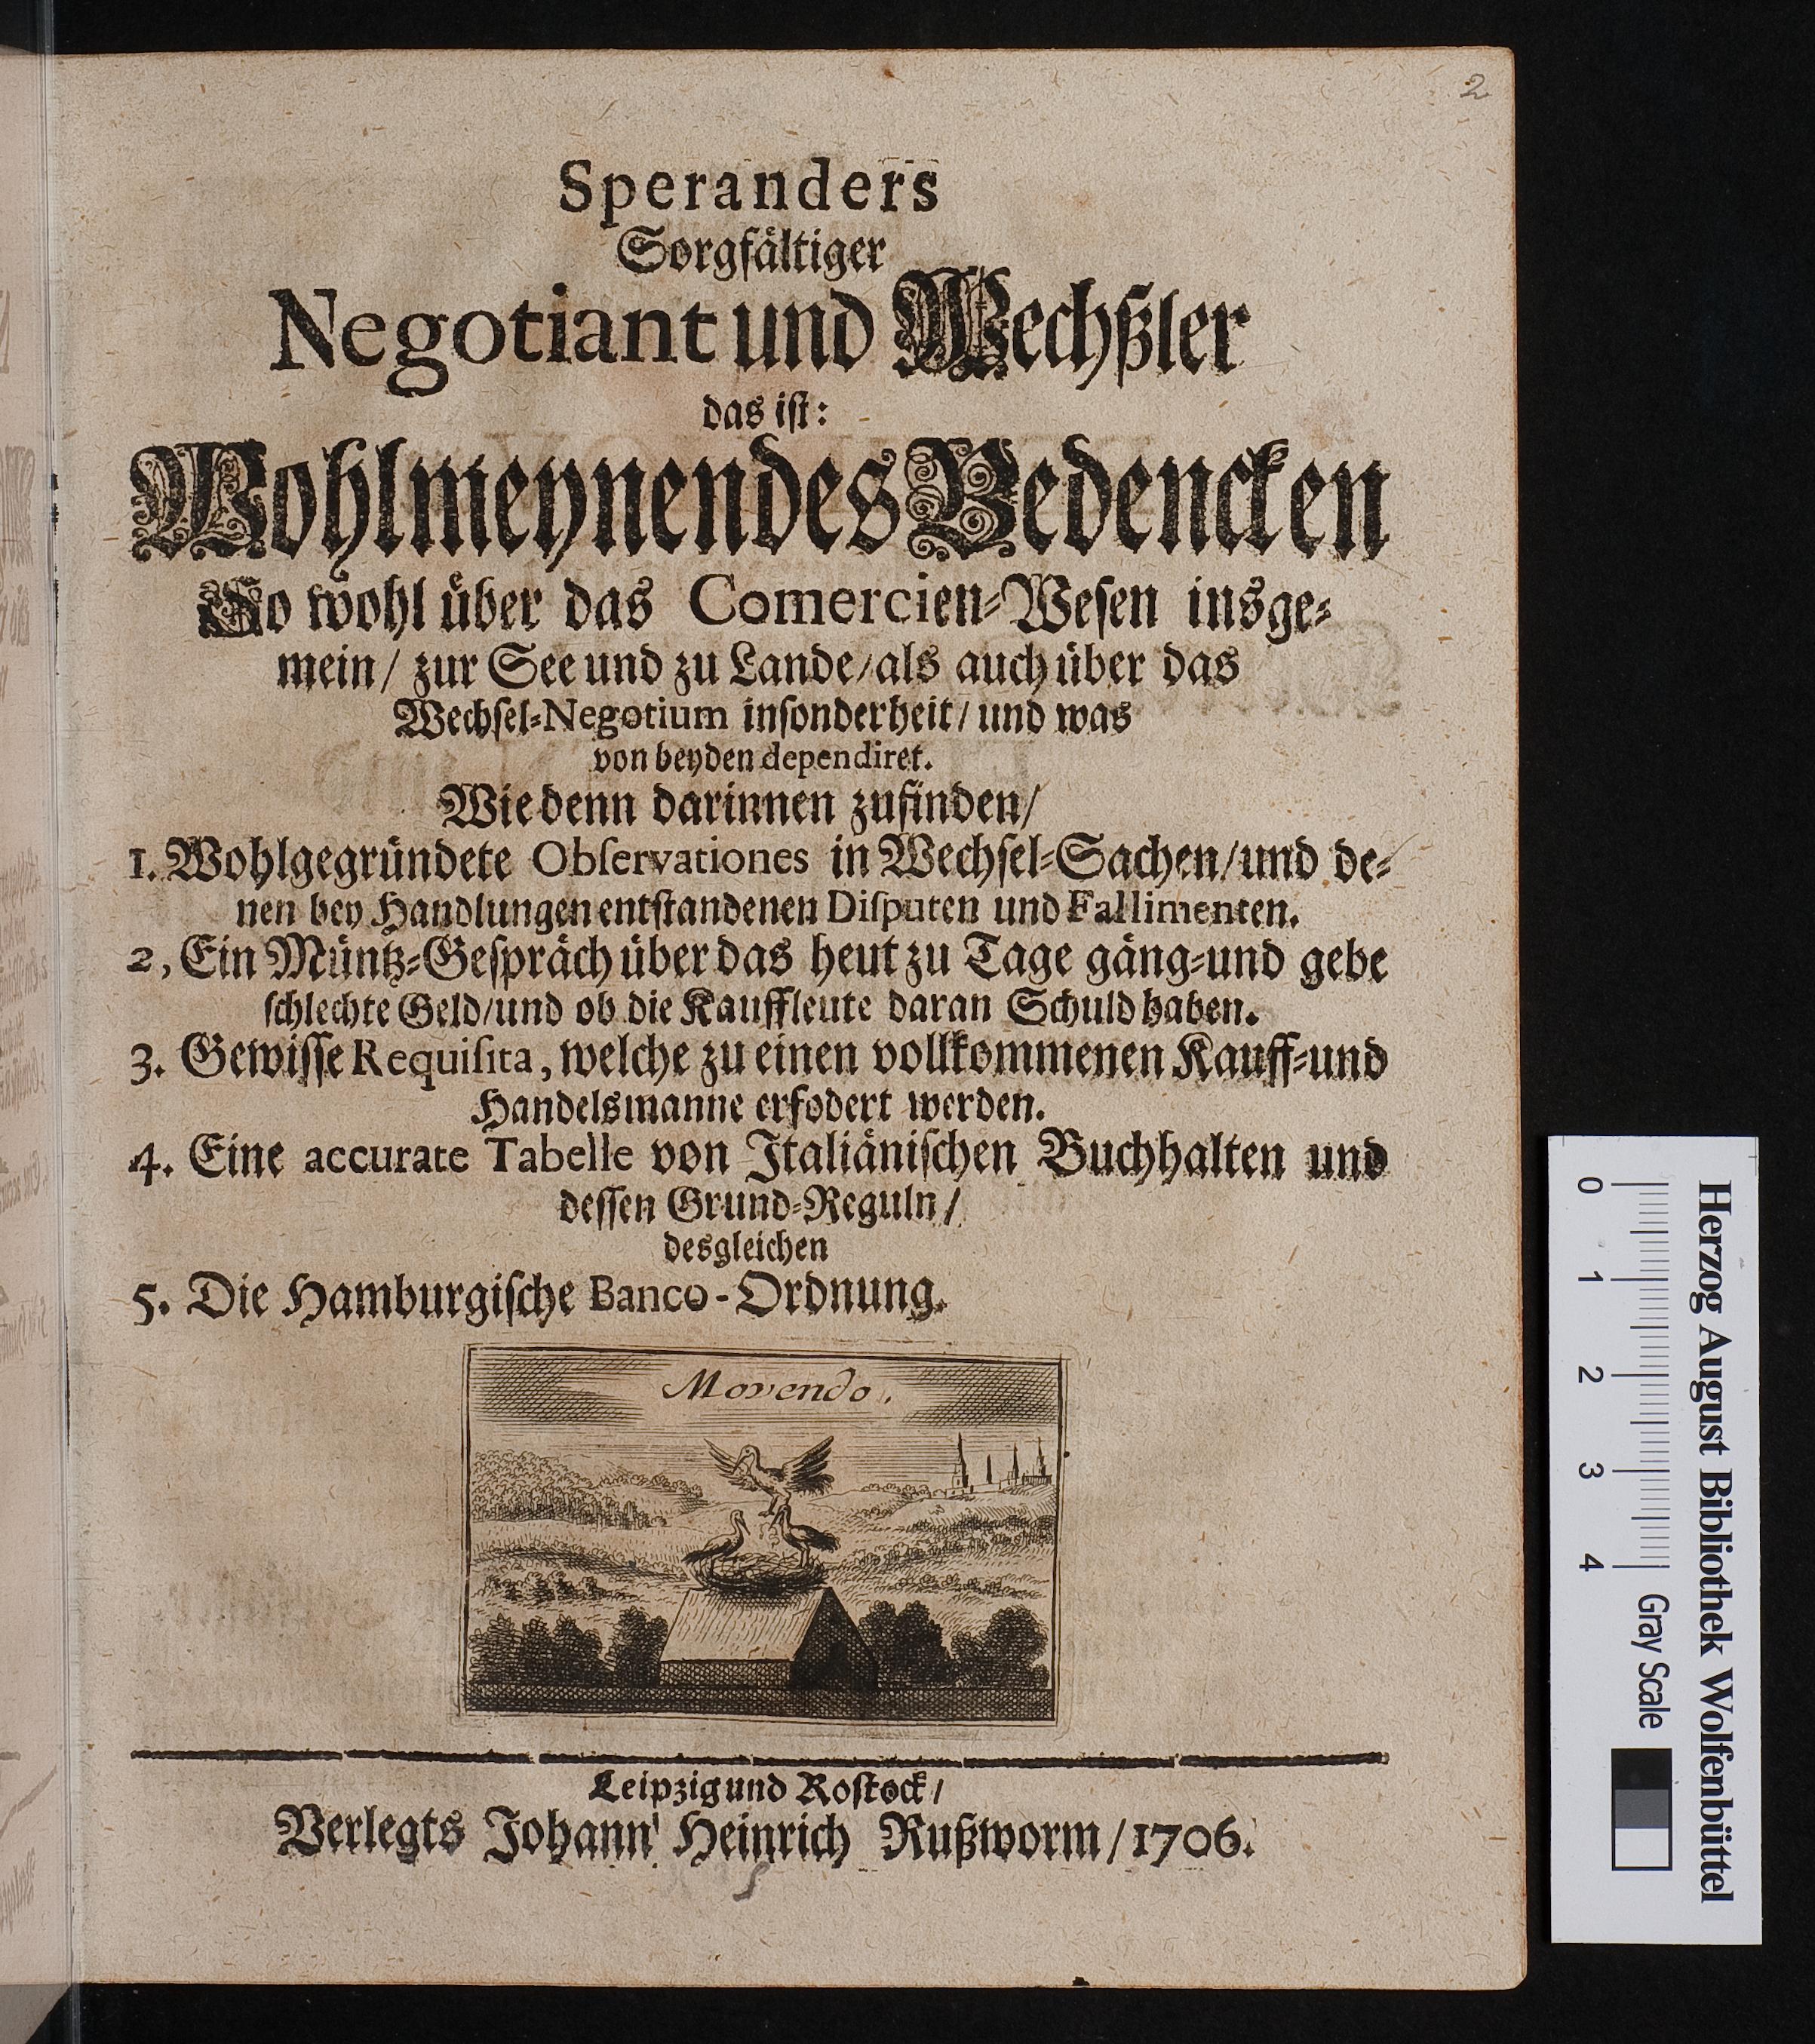 2
Speranders
Sorgfältiger
Negotiant und Wechßler
das iſt:
Wohlmeynendes Bedencken
So wohl über das Comercien-Weſen insge-
mein/ zur See und zu Lande/als auch über das
Wechſel-Negotium inſonderheit/ und was
von beyden dependiret.
Wie denn darinnen zufinden/
1. Wohlgegründete Obſervationes in Wechſel-Sachen/und de-
nen bey Handlungen entſtandenen Diſputen und Fallimenten.
2, Ein Müntz-Geſpräch über das heut zu Tage gäng-und gebe
ſchlechte Geld/und ob die Kauffleute daran Schuld haben.
3. Gewiſſe Requiſita, welche zu einen vollkommenen Kauff-und
Handelsmanne erfodert werden.
4. Eine accurate Tabelle von Italiäniſchen Buchhalten und
deſſen Grund-Reguln/
desgleichen
5. Die Hamburgiſche Banco-Ordnung.
Movendo.
Leipzig und Roſtock/
Verlegts Johann Heinrich Rußworm/1706.
Herzog August Bibliothek Wolfenbüttel
0 1 2 3 4 Gray Scale